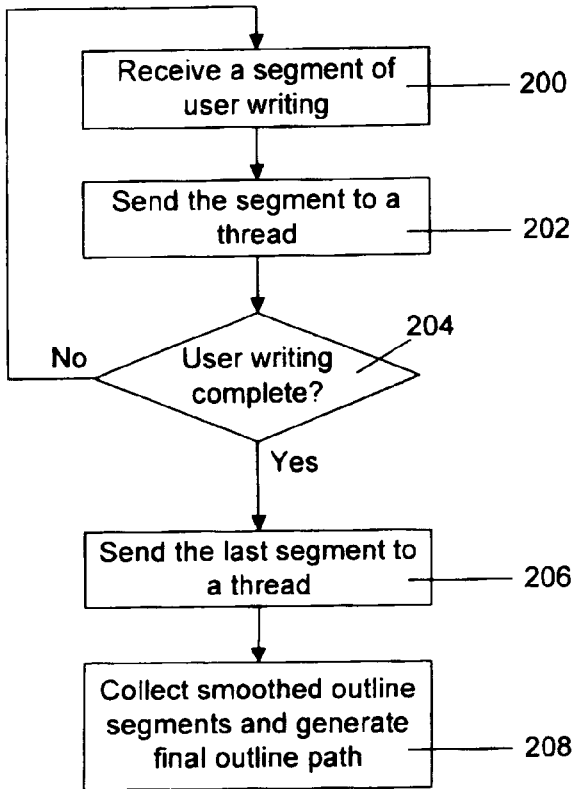 Receive a segment of
user writing
200
Send the segment to a
thread
202
204
No
User writing
complete?
Yes
Send the last segment to
a thread
206
Collect smoothed outline
segments and generate
final outline path
208